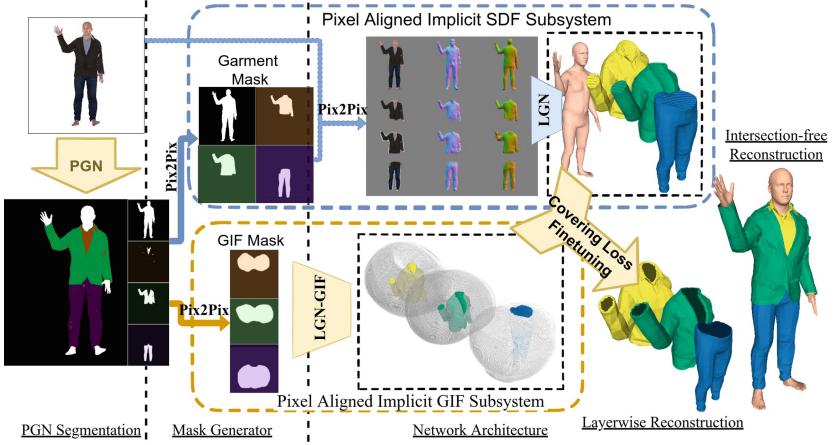 Pixel Aligned Implicit SDF Subsystem
Garment
Mask
Pix2Pix
LGN
PGN
Pix2Pix
Intersection-free
Reconstruction
Covering Loss
Finetuning
GIF Mask
Pix2Pix
LGN-GIF
Pixel Aligned Implicit GIF Subsystem
PGN Segmentation
Mask Generator
Network Architecture
Layerwise Reconstruction